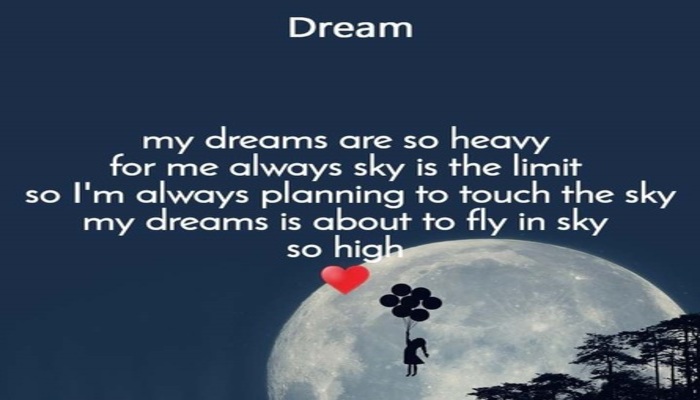 Dream
my dreams are so heavy
for me always sky is the limit
so I'm always planning to touch the sky
my dreams is about to fly in sky
so high